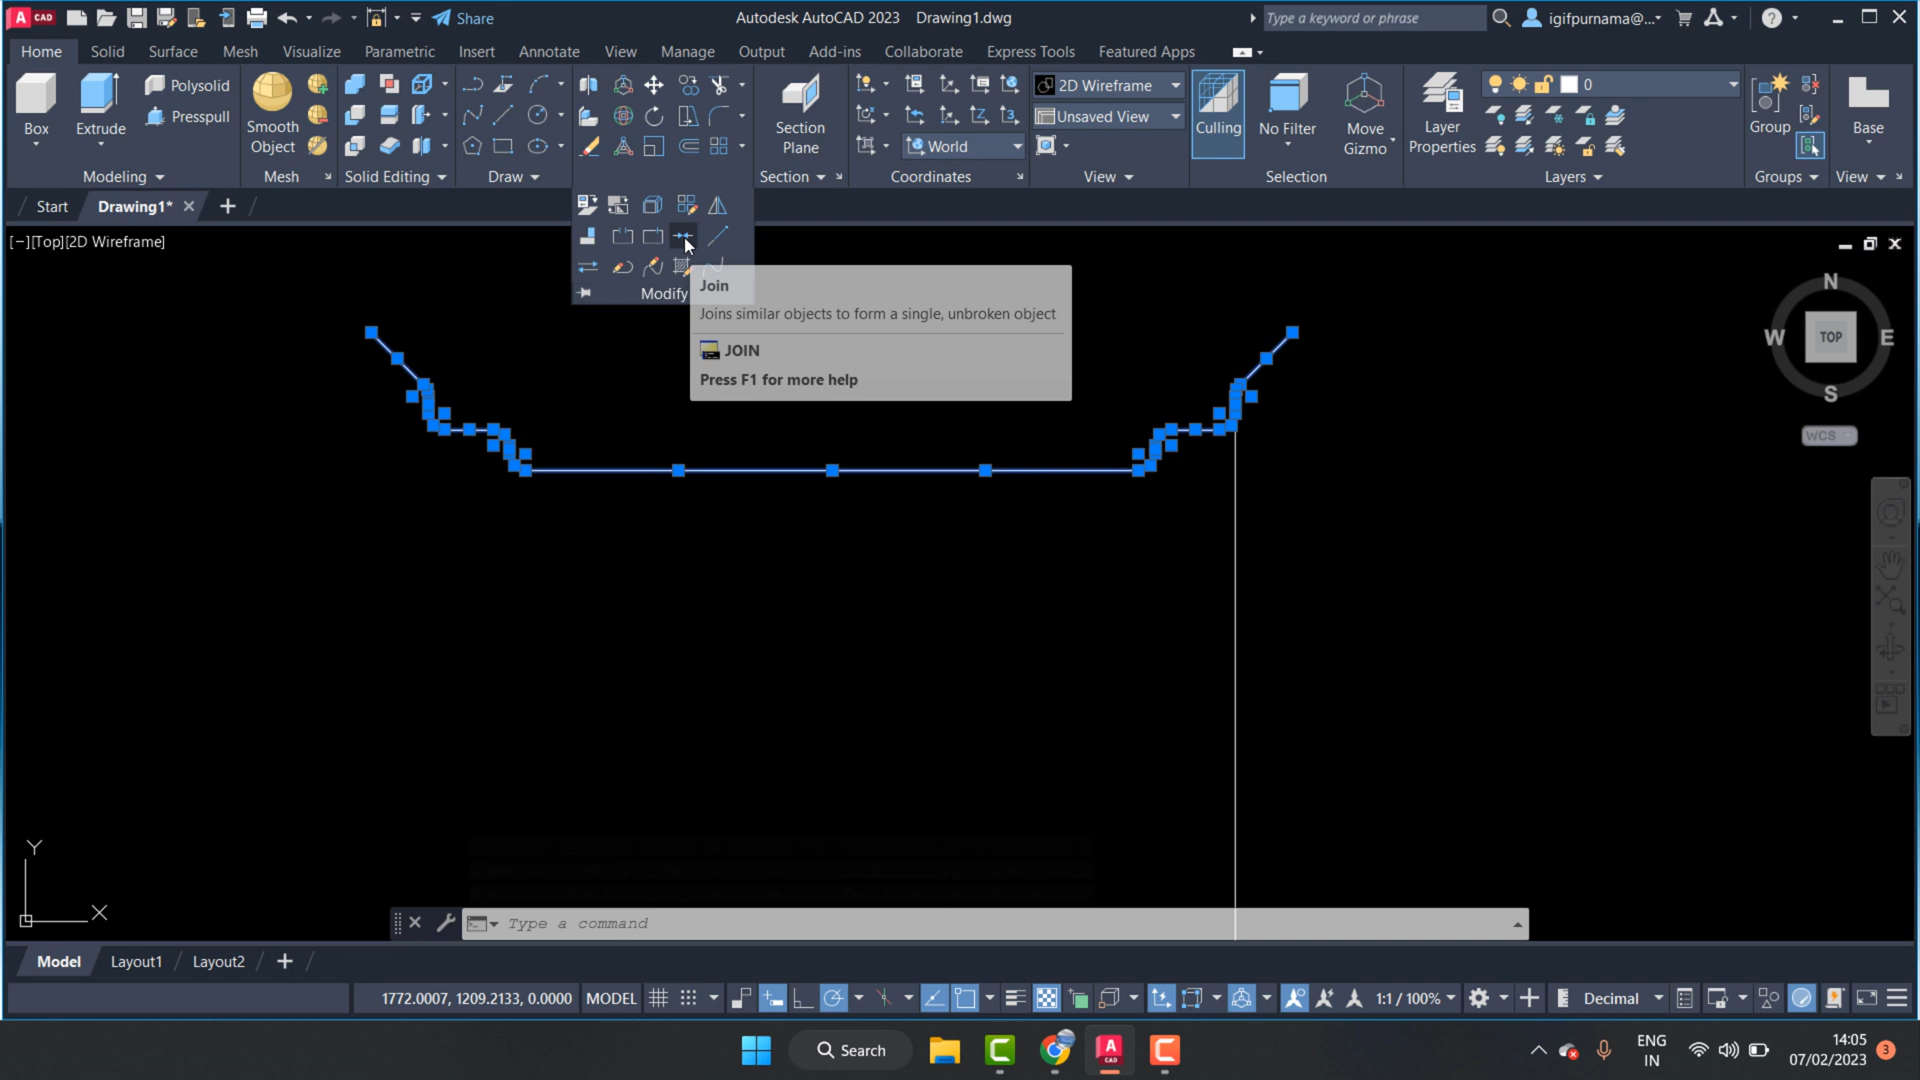 A CAD
Share
Autodesk AutoCAD 2023 Drawing1.dwg
Type a keyword or phrase
igifpurnama@...
Home Solid Surface Mesh Visualize Parametric Insert Annotate View Manage Output Add-ins Collaborate Express Tools Featured Apps
Box
Extrude
Polysolid
Presspull
Smooth
Object
Section
Plane
World
2D Wireframe
Unsaved View
Culling
No Filter
Move
Gizmo
Layer
Properties
0
Group
Base
Modeling Mesh Solid Editing Draw Section Coordinates View Selection Layers Groups View
Start Drawing1*
[−][Top][2D Wireframe]
Modify
Join
Joins similar objects to form a single, unbroken object
JOIN
Press F1 for more help
N
W TOP E
S
WCS
Y
X
Type a command
Model Layout1 Layout2
1772.0007, 1209.2133, 0.0000 MODEL 1:1 / 100% Decimal
Search
A CAD
ENG
IN
14:05
07/02/2023
3